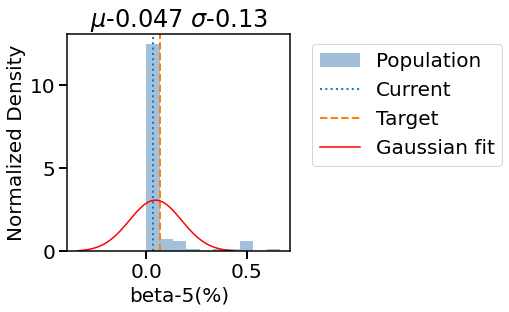 μ-0.047 σ-0.13
Normalized Density
10
5
0
0.0 0.5
beta-5(%)
Population
Current
Target
Gaussian fit